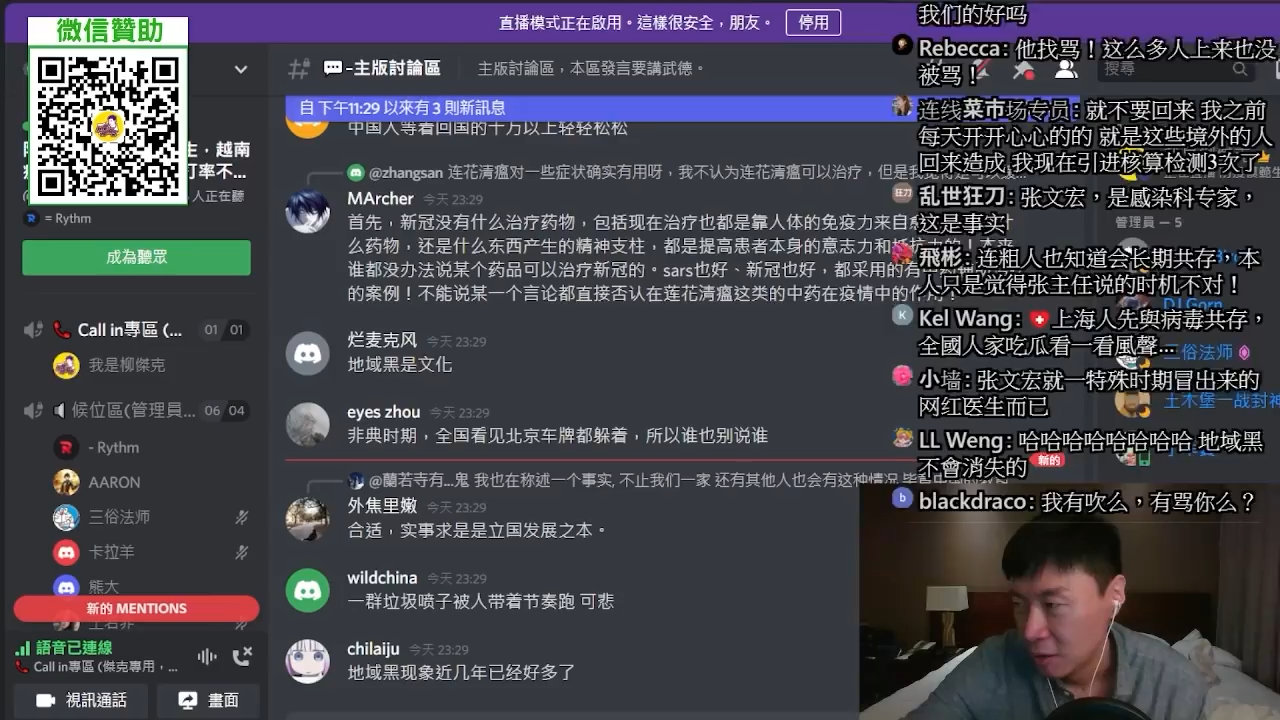 直播模式正在啟用。這樣很安全，朋友。
停用
微信贊助
主版討論區
主版討論區，本區發言要講武德。
搜尋
生，越南
丁率不...
人正在聽
= Rythm
成為聽眾
Call in專區 (...
01 01
我是柳傑克
候位區(管理員...
06 04
- Rythm
AARON
三俗法师
卡拉羊
熊大
新的 MENTIONS
語音已連線
Call in專區 (傑克專用，...
視訊通話
畫面
自 下午11:29 以來有 3 則新訊息
中国人等着回国的十万以上轻轻松松
@zhangsan 连花清瘟对一些症状确实有用呀，我不认为连花清瘟可以治疗，但是我
MArcher 今天 23:29
首先，新冠没有什么治疗药物，包括现在治疗也都是靠人体的免疫力来自
么药物，还是什么东西产生的精神支柱，都是提高患者本身的意志力和抵抗力的！本来
谁都没办法说某个药品可以治疗新冠的。sars也好、新冠也好，都采用的有
的案例！不能说某一个言论都直接否认在莲花清瘟这类的中药在疫情中的作用！
烂麦克风 今天 23:29
地域黑是文化
eyes zhou 今天 23:29
非典时期，全国看见北京车牌都躲着，所以谁也别说谁
@蘭若寺有...鬼 我也在称述一个事实, 不止我们一家 还有其他人也会有这种情况
外焦里嫩 今天 23:29
合适，实事求是是立国发展之本。
wildchina 今天 23:29
一群垃圾喷子被人带着节奏跑 可悲
chilaiju 今天 23:29
地域黑现象近几年已经好多了
我们的好吗
Rebecca: 他找骂！这么多人上来也没
被骂！
连线菜市场专员: 就不要回来 我之前
每天开开心心的的 就是这些境外的人
回来造成 我现在引进核算检测3次了
乱世狂刀: 张文宏，是感染科专家，
这是事实
管理員 — 5
飛彬: 连粗人也知道会长期共存，本
人只是觉得张主任说的时机不对！
DJ Gorn
Kel Wang: 上海人先與病毒共存，
全國人家吃瓜看一看風聲...
三俗法师
小墙: 张文宏就一特殊时期冒出来的
网红医生而已
土木堡一战封神
LL Weng: 哈哈哈哈哈哈哈哈 地域黑
不會消失的
新的
blackdraco: 我有吹么，有骂你么？